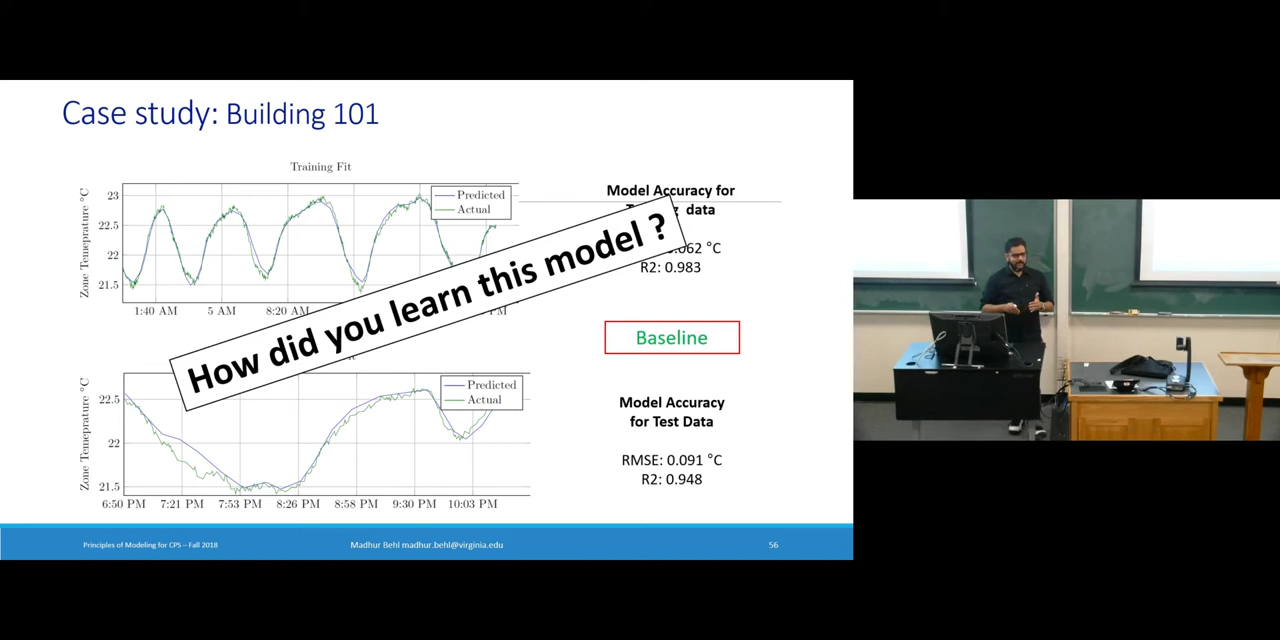 Case study: Building 101
Training Fit
Zone Temeprature °C
23
22.5
22
21.5
Predicted
Actual
1:40 AM
5 AM
8:20 AM
PM
Model Accuracy for
data
°C
R2: 0.983
How did you learn this model ?
Baseline
Zone Temeprature °C
22.5
22
21.5
Predicted
Actual
6:50 PM
7:21 PM
7:53 PM
8:26 PM
8:58 PM
9:30 PM
10:03 PM
Model Accuracy
for Test Data
RMSE: 0.091 °C
R2: 0.948
Principles of Modeling for CPS – Fall 2018
Madhur Behl madhur.behl@virginia.edu
56